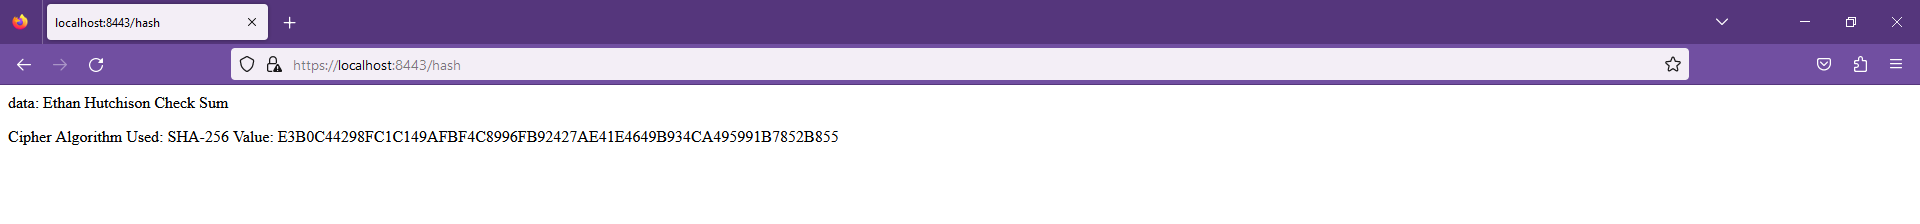 localhost:8443/hash
https://localhost:8443/hash
data: Ethan Hutchison Check Sum
Cipher Algorithm Used: SHA-256 Value: E3B0C44298FC1C149AFBF4C8996FB92427AE41E4649B934CA495991B7852B855